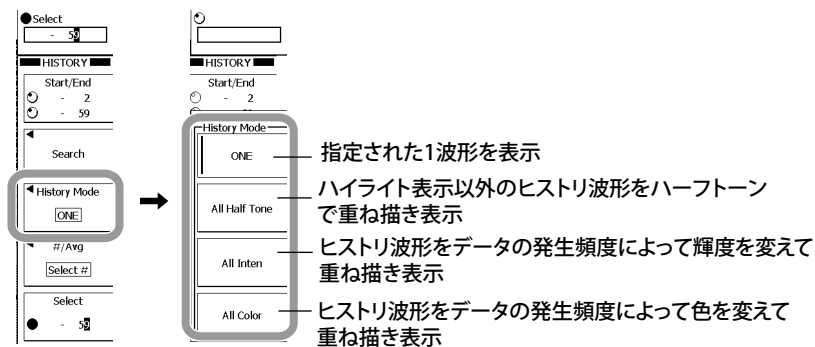 Select
- 59
HISTORY
Start/End
- 2
- 59
Search
History Mode
ONE
#/Avg
Select #
Select
- 59
HISTORY
Start/End
- 2
- 59
History Mode
ONE
All Half Tone
All Inten
All Color
指定された1波形を表示
ハイライト表示以外のヒストリ波形をハーフトーン
で重ね描き表示
ヒストリ波形をデータの発生頻度によって輝度を変えて
重ね描き表示
ヒストリ波形をデータの発生頻度によって色を変えて
重ね描き表示